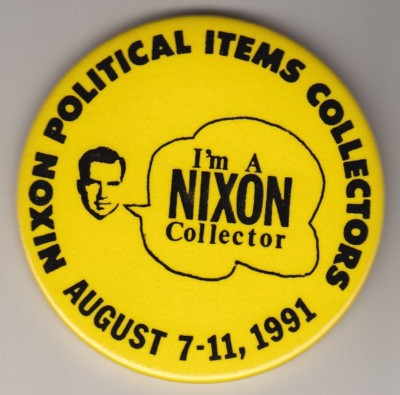 NIXON POLITICAL ITEMS COLLECTORS
I'm A
NIXON
Collector
AUGUST 7-11, 1991